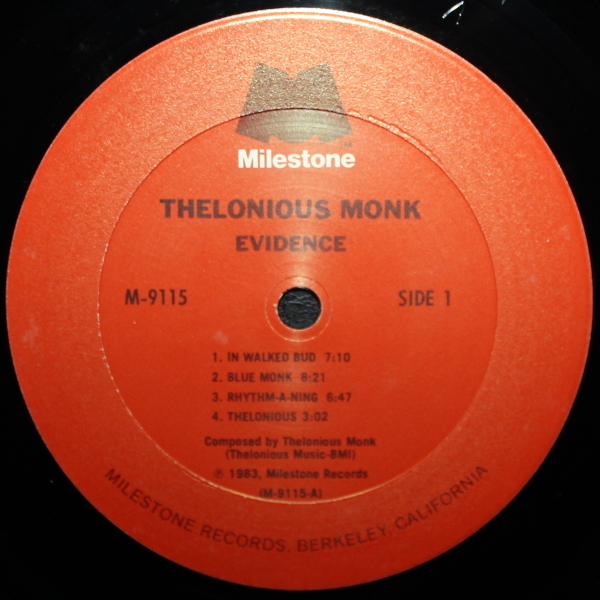 Milestone
THELONIOUS MONK
EVIDENCE
M-9115 SIDE 1
1. IN WALKED BUD 7:10
2. BLUE MONK 8:21
3. RHYTHM-A-NING 6:47
4. THELONIOUS 3:02
Composed by Thelonious Monk
(Thelonious Music-BMI)
℗ 1983, Milestone Records
(M-9115-A)
MILESTONE RECORDS, BERKELEY, CALIFORNIA